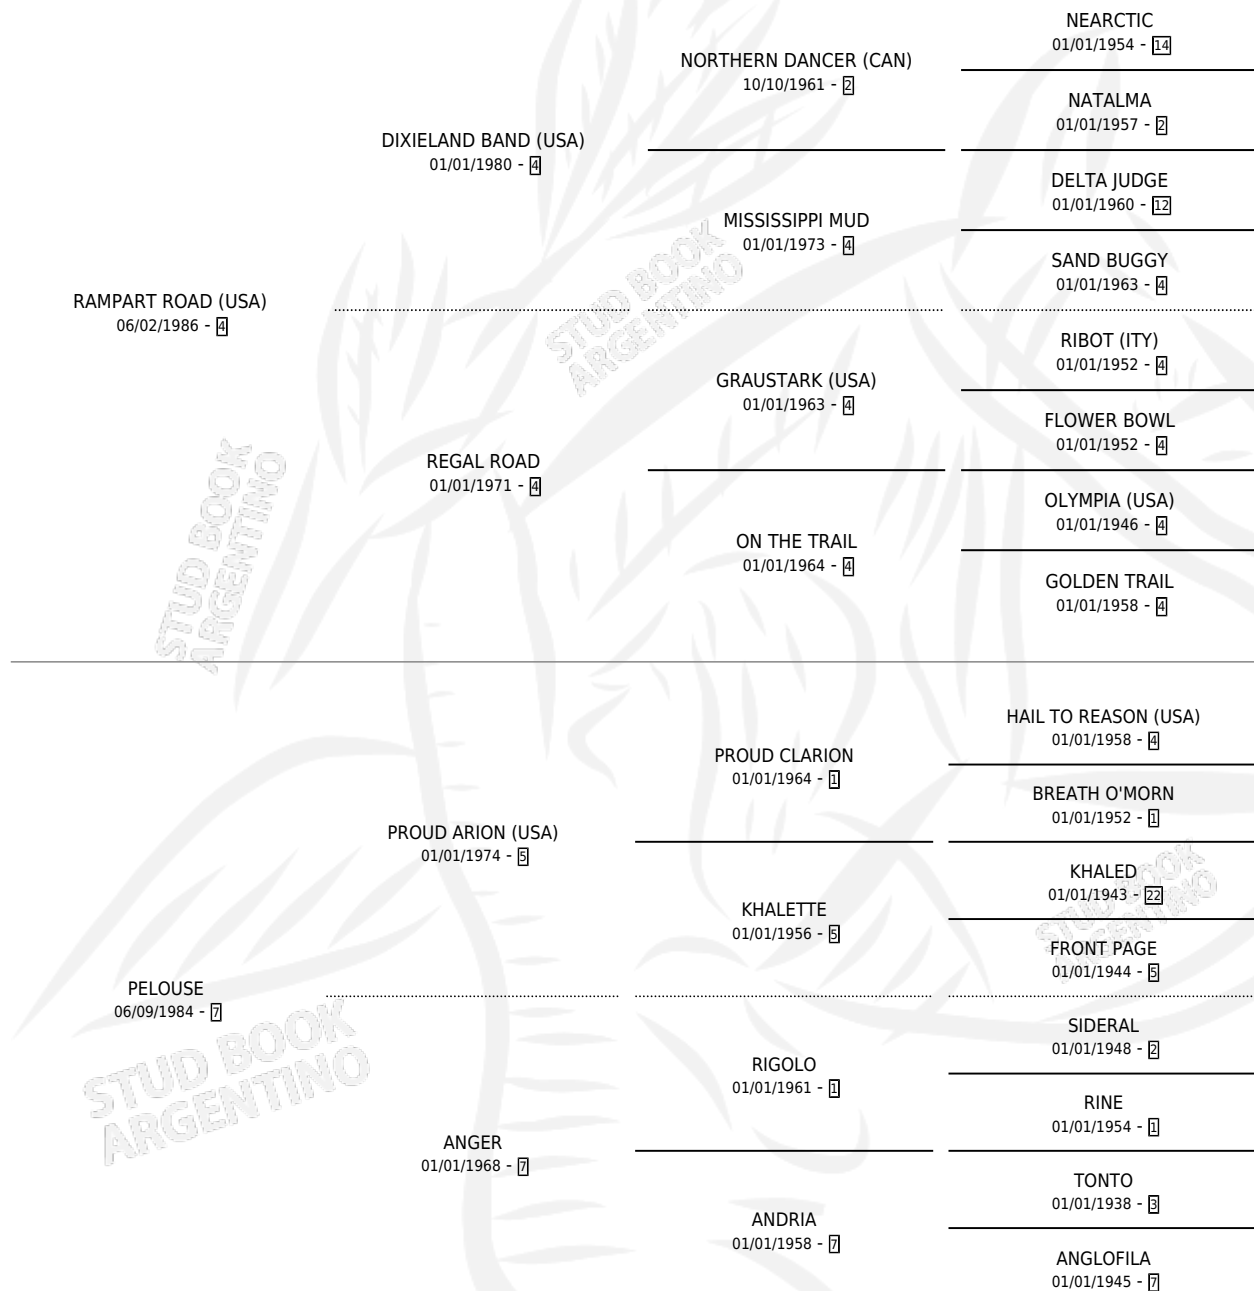 NEARCTIC
01/01/1954 - 14
NORTHERN DANCER (CAN)
10/10/1961 - 2
NATALMA
01/01/1957 - 2
DIXIELAND BAND (USA)
01/01/1980 - 4
DELTA JUDGE
01/01/1960 - 12
MISSISSIPPI MUD
01/01/1973 - 4
SAND BUGGY
01/01/1963 - 4
RAMPART ROAD (USA)
06/02/1986 - 4
RIBOT (ITY)
01/01/1952 - 4
GRAUSTARK (USA)
01/01/1963 - 4
FLOWER BOWL
01/01/1952 - 4
REGAL ROAD
01/01/1971 - 4
OLYMPIA (USA)
01/01/1946 - 4
ON THE TRAIL
01/01/1964 - 4
GOLDEN TRAIL
01/01/1958 - 4
HAIL TO REASON (USA)
01/01/1958 - 4
PROUD CLARION
01/01/1964 - 1
BREATH O'MORN
01/01/1952 - 1
PROUD ARION (USA)
01/01/1974 - 5
KHALED
01/01/1943 - 22
KHALETTE
01/01/1956 - 5
FRONT PAGE
01/01/1944 - 5
PELOUSE
06/09/1984 - 7
SIDERAL
01/01/1948 - 2
RIGOLO
01/01/1961 - 1
RINE
01/01/1954 - 1
ANGER
01/01/1968 - 7
TONTO
01/01/1938 - 3
ANDRIA
01/01/1958 - 7
ANGLOFILA
01/01/1945 - 7
STUD BOOK
ARGENTINO
STUD BOOK
ARGENTINO
STUD BOOK
ARGENTINO
STUD BOOK
ARGENTINO